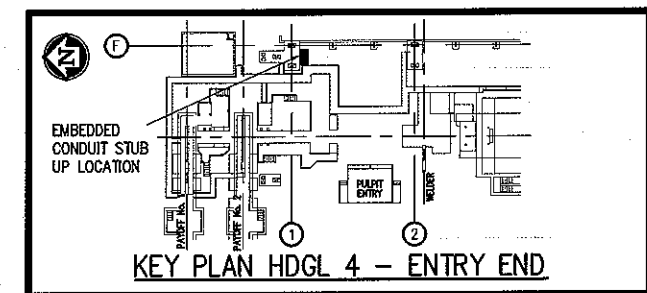 N
F
EMBEDDED
CONDUIT STUB
UP LOCATION
PULPIT
ENTRY
WELDER
PAYOFF No.
PAYOFF No. 2
1
2
KEY PLAN HDGL 4 – ENTRY END